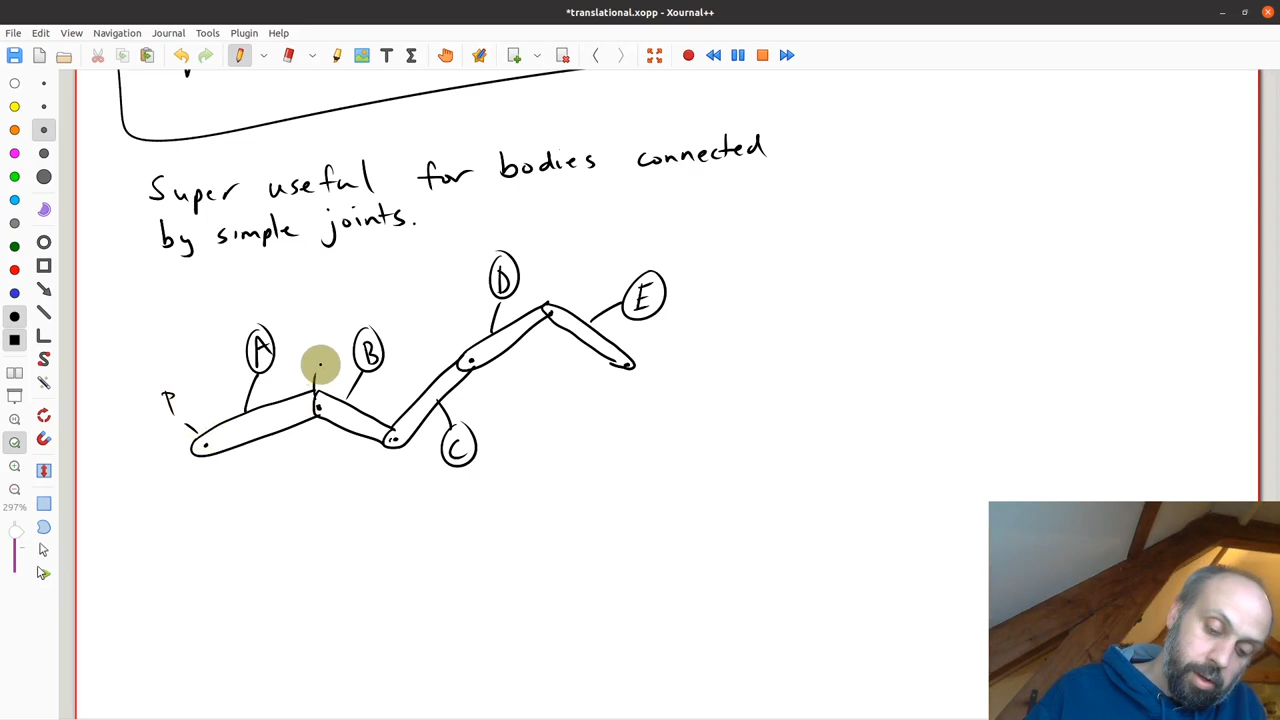 *translational.xopp - Xournal++
File Edit View Navigation Journal Tools Plugin Help
Super useful for bodies connected
by simple joints.
D
E
A
B
P
C
297%